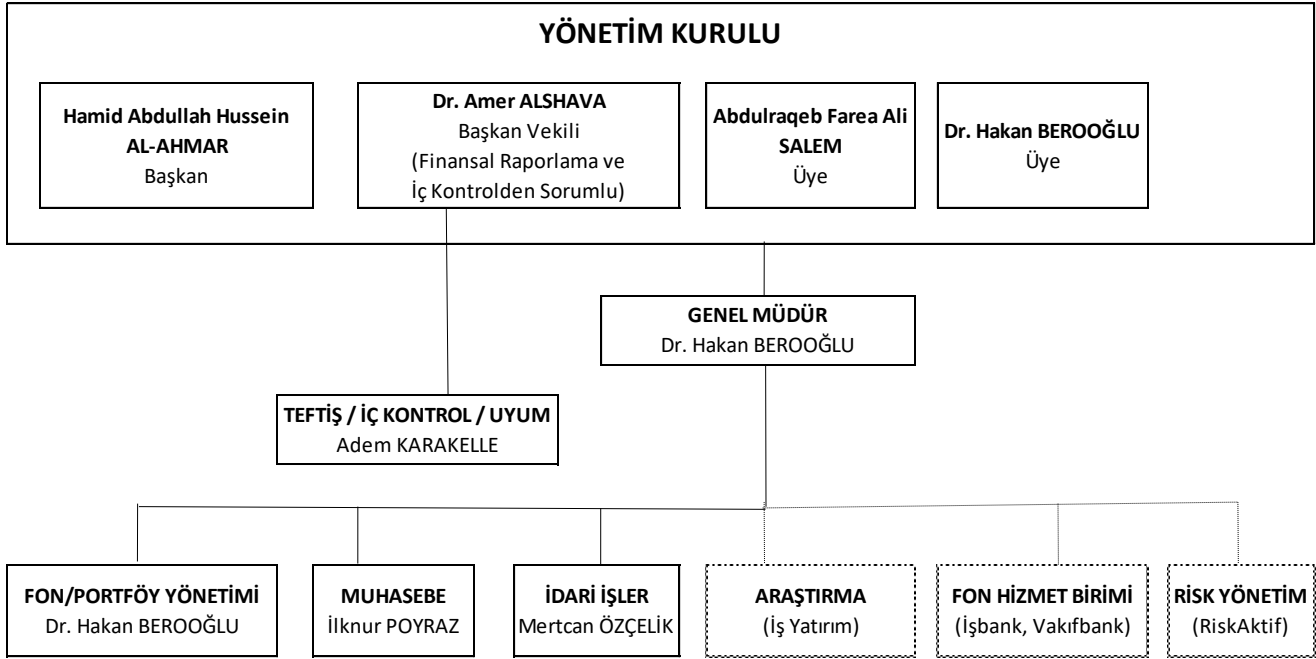 YÖNETİM KURULU
Hamid Abdullah Hussein
AL-AHMAR
Başkan
Dr. Amer ALSHAVA
Başkan Vekili
(Finansal Raporlama ve
İç Kontrolden Sorumlu)
Abdulraqeb Farea Ali
SALEM
Üye
Dr. Hakan BEROOĞLU
Üye
GENEL MÜDÜR
Dr. Hakan BEROOĞLU
TEFTİŞ / İÇ KONTROL / UYUM
Adem KARAKELLE
FON/PORTFÖY YÖNETİMİ
Dr. Hakan BEROOĞLU
MUHASEBE
İlknur POYRAZ
İDARİ İŞLER
Mertcan ÖZÇELİK
ARAŞTIRMA
(İş Yatırım)
FON HİZMET BİRİMİ
(İşbank, Vakıfbank)
RİSK YÖNETİM
(RiskAktif)